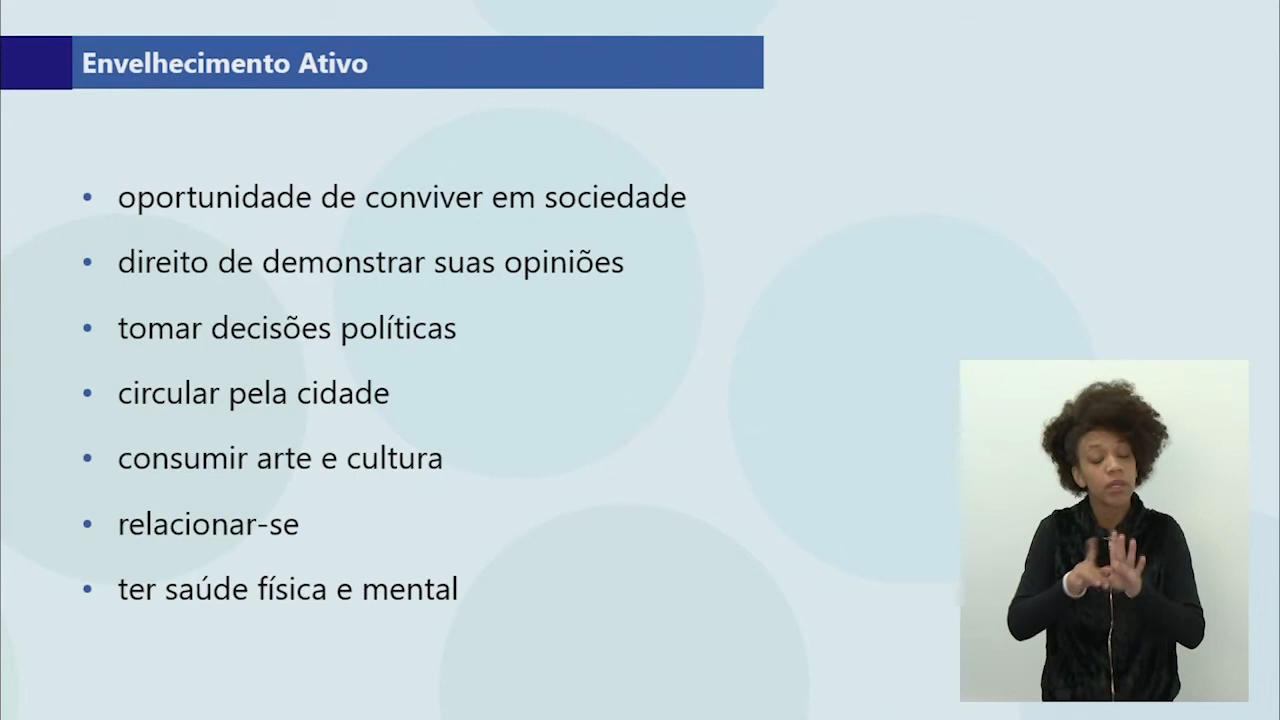 Envelhecimento Ativo
• oportunidade de conviver em sociedade
• direito de demonstrar suas opiniões
• tomar decisões políticas
• circular pela cidade
• consumir arte e cultura
• relacionar-se
• ter saúde física e mental